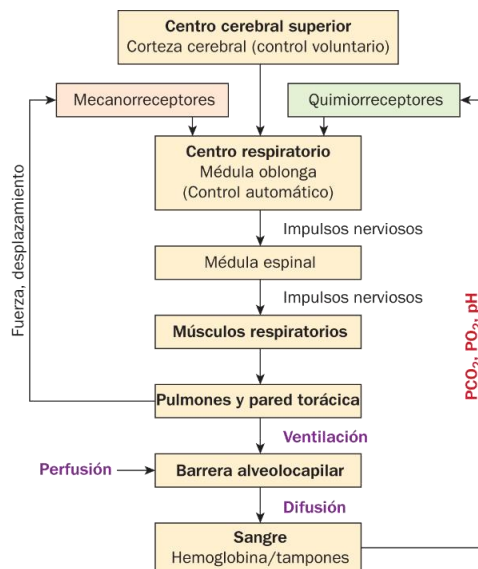 Centro cerebral superior
Corteza cerebral (control voluntario)
Mecanorreceptores
Quimiorreceptores
Centro respiratorio
Médula oblonga
(Control automático)
Fuerza, desplazamiento
Impulsos nerviosos
Médula espinal
Impulsos nerviosos
Músculos respiratorios
PCO₂, PO₂, pH
Pulmones y pared torácica
Ventilación
Perfusión
Barrera alveolocapilar
Difusión
Sangre
Hemoglobina/tampones